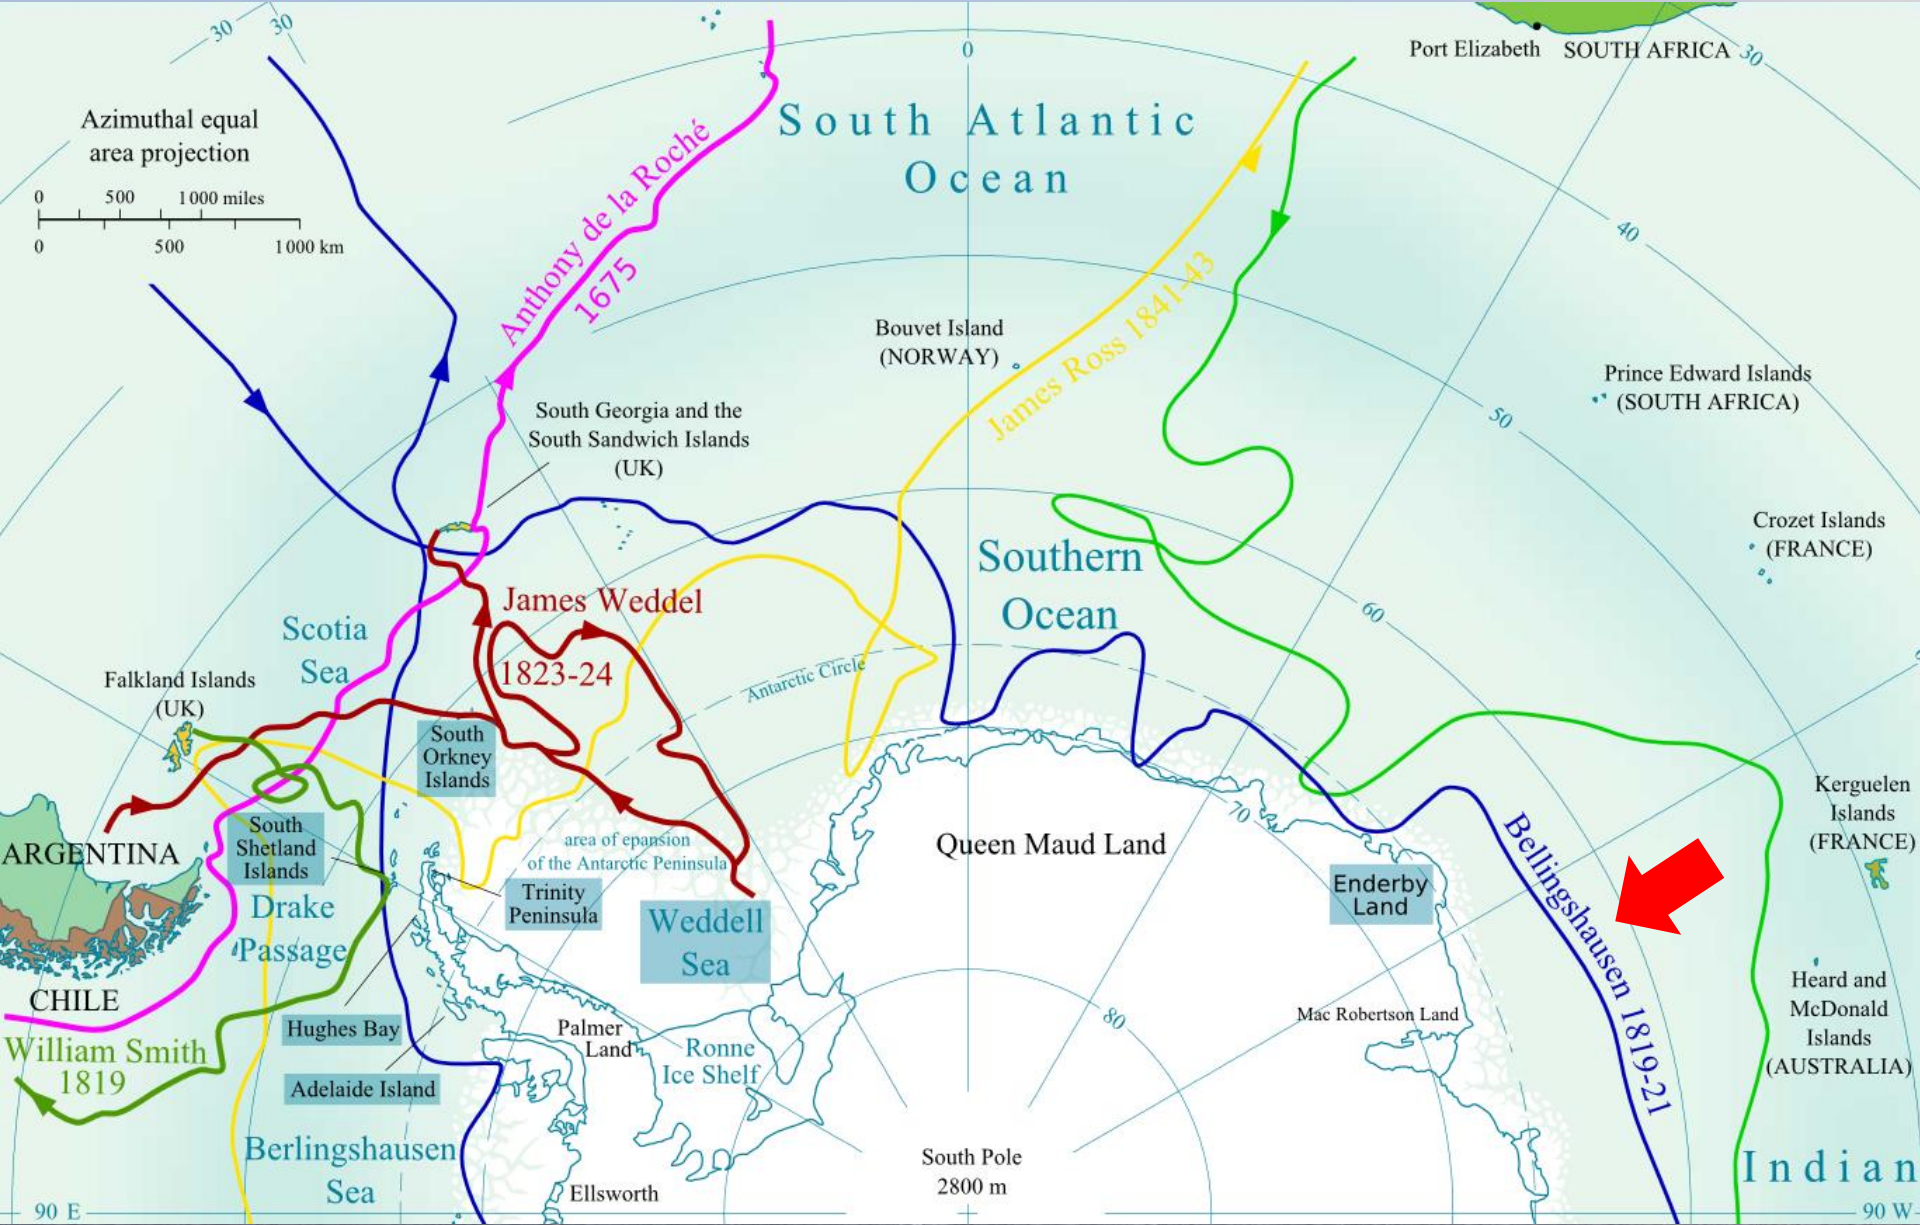 30
30
0
Port Elizabeth
SOUTH AFRICA
30
Azimuthal equal
area projection
0 500 1 000 miles
0 500 1 000 km
South Atlantic
Ocean
Anthony de la Roché
1675
James Ross 1841-43
40
Bouvet Island
(NORWAY)
Prince Edward Islands
(SOUTH AFRICA)
50
South Georgia and the
South Sandwich Islands
(UK)
Crozet Islands
(FRANCE)
Southern
Ocean
60
James Weddel
1823-24
Scotia
Sea
Antarctic Circle
Falkland Islands
(UK)
South
Orkney
Islands
Kerguelen
Islands
(FRANCE)
70
South
Shetland
Islands
ARGENTINA
area of epansion
of the Antarctic Peninsula
Queen Maud Land
Bellingshausen 1819-21
Trinity
Peninsula
Enderby
Land
Drake
Passage
Weddell
Sea
CHILE
Heard and
McDonald
Islands
(AUSTRALIA)
Hughes Bay
Palmer
Land
Ronne
Ice Shelf
80
Mac Robertson Land
William Smith
1819
Adelaide Island
Berlingshausen
Sea
Ellsworth
South Pole
2800 m
Indian
90 E
90 W